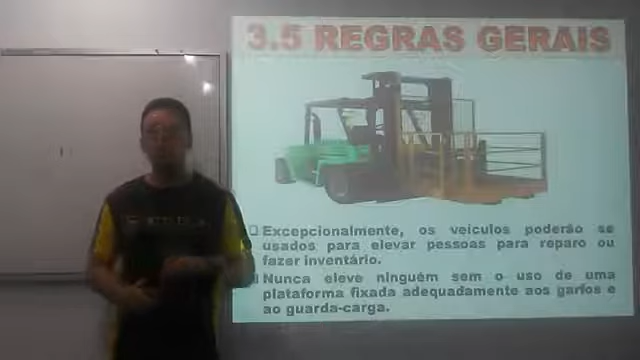 3.5 REGRAS GERAIS
Excepcionalmente, os veículos poderão se
usados para elevar pessoas para reparo ou
fazer inventário.
Nunca eleve ninguém sem o uso de uma
plataforma fixada adequadamente aos garfos e
ao guarda-carga.